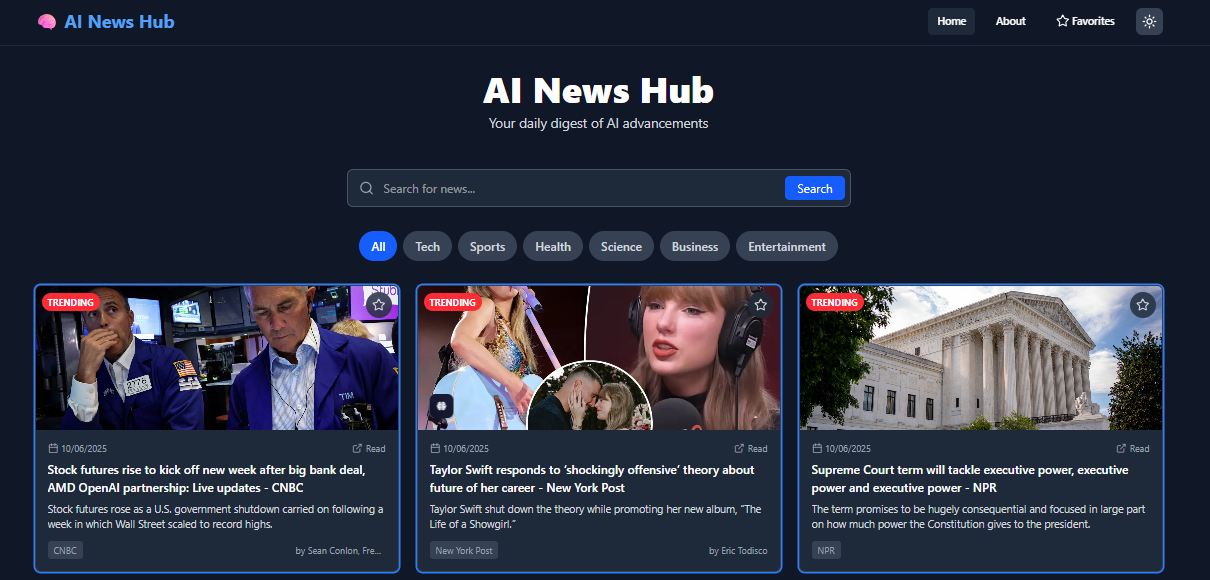 AI News Hub
Home
About
Favorites
AI News Hub
Your daily digest of AI advancements
Search for news...
Search
All
Tech
Sports
Health
Science
Business
Entertainment
TRENDING
Stub
2776
TIM
10/06/2025
Read
Stock futures rise to kick off new week after big bank deal,
AMD OpenAI partnership: Live updates - CNBC
Stock futures rose as a U.S. government shutdown carried on following a
week in which Wall Street scaled to record highs.
CNBC
by Sean Conlon, Fre...
TRENDING
10/06/2025
Read
Taylor Swift responds to ‘shockingly offensive’ theory about
future of her career - New York Post
Taylor Swift shut down the theory while promoting her new album, “The
Life of a Showgirl.”
New York Post
by Eric Todisco
TRENDING
10/06/2025
Read
Supreme Court term will tackle executive power, executive
power and executive power - NPR
The term promises to be hugely consequential and focused in large part
on how much power the Constitution gives to the president.
NPR